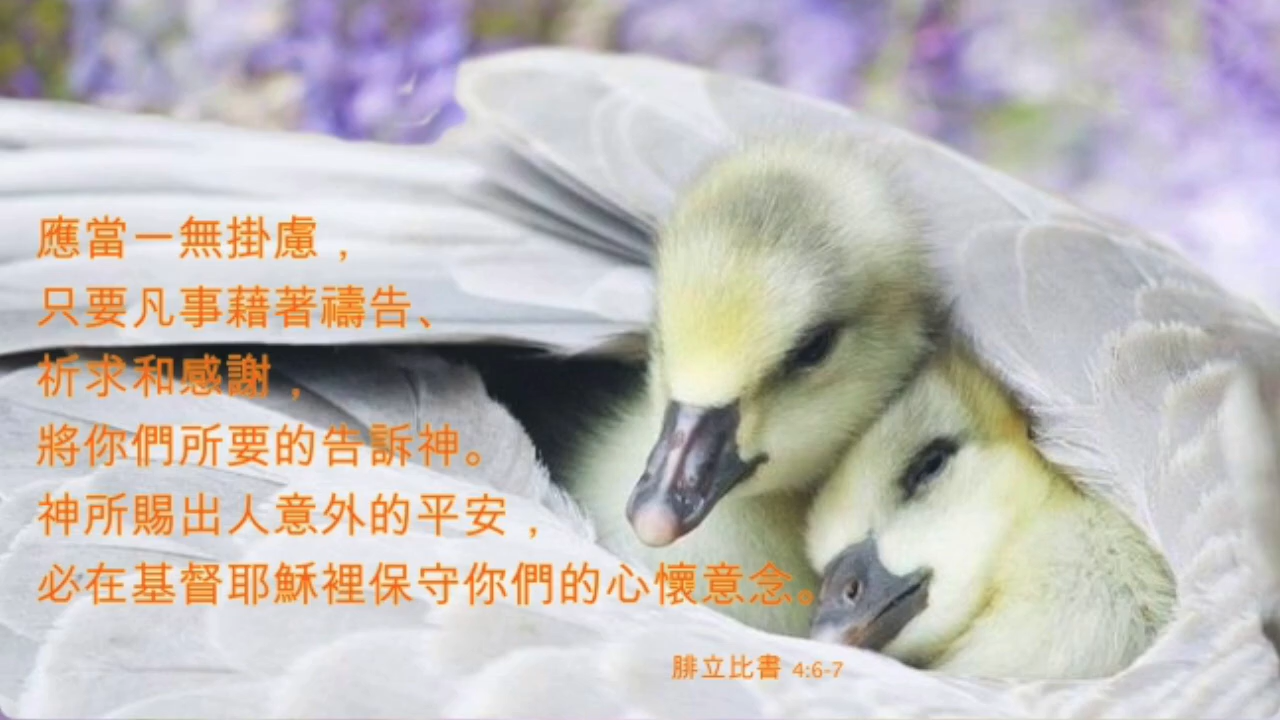 應當一無掛慮，
只要凡事藉著禱告、
祈求和感謝，
將你們所要的告訴神。
神所賜出人意外的平安，
必在基督耶穌裡保守你們的心懷意念。
腓立比書 4:6-7